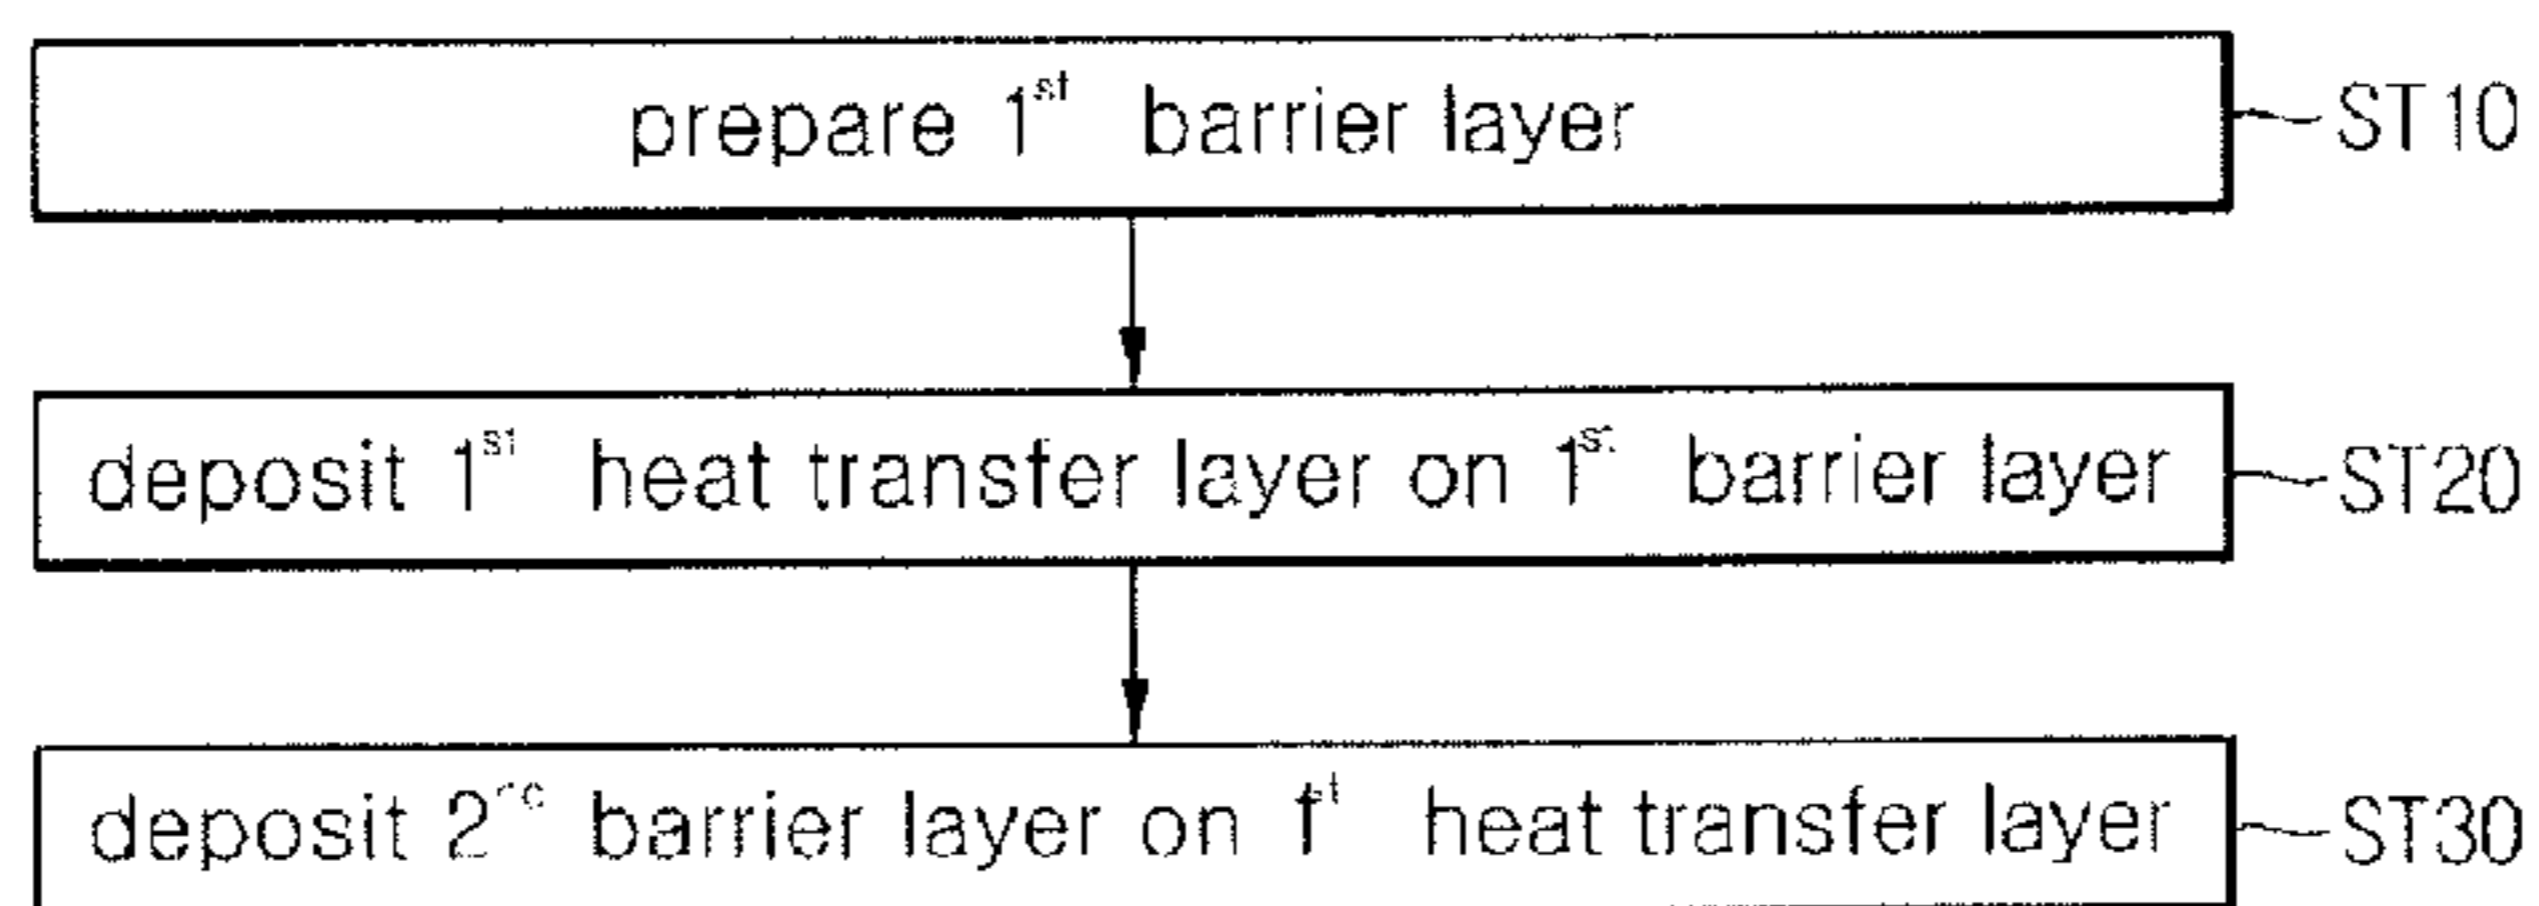 prepare 1st barrier layer ST10
deposit 1st heat transfer layer on 1st barrier layer ST20
deposit 2nd barrier layer on 1st heat transfer layer ST30